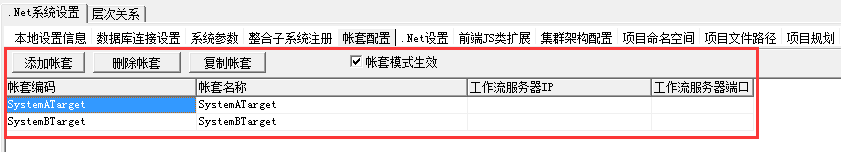 .Net系统设置 层次关系
本地设置信息 数据库连接设置 系统参数 整合子系统注册 帐套配置 .Net设置 前端JS类扩展 集群架构配置 项目命名空间 项目文件路径 项目规划
添加帐套 删除帐套 复制帐套 帐套模式生效
帐套编码 帐套名称 工作流服务器IP 工作流服务器端口
SystemATarget SystemATarget
SystemBTarget SystemBTarget